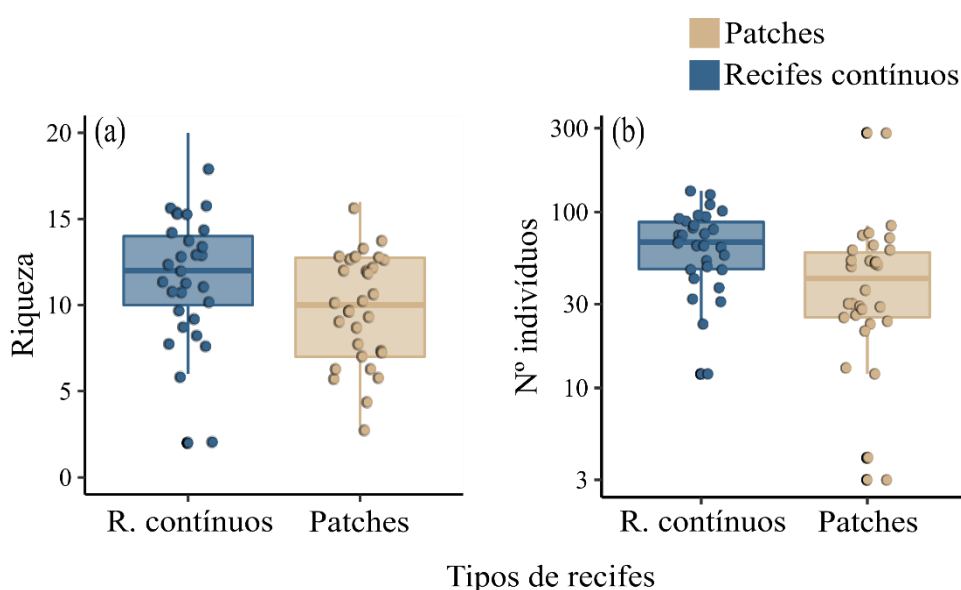 Patches
Recifes contínuos
(a)
Riqueza
20
15
10
5
0
R. contínuos
Patches
(b)
Nº indivíduos
300
100
30
10
3
R. contínuos
Patches
Tipos de recifes